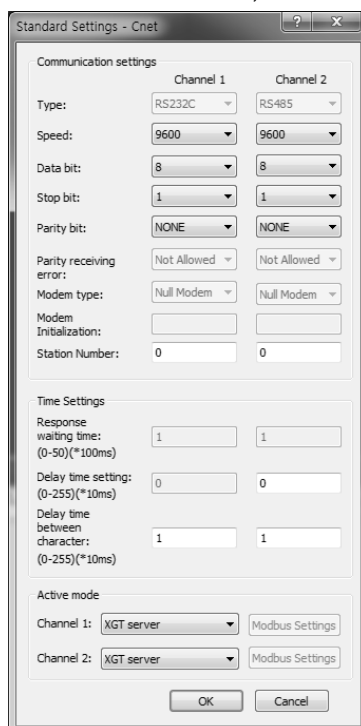 Standard Settings - Cnet
Communication settings
Channel 1 Channel 2
Type: RS232C RS485
Speed: 9600 9600
Data bit: 8 8
Stop bit: 1 1
Parity bit: NONE NONE
Parity receiving
error: Not Allowed Not Allowed
Modem type: Null Modem Null Modem
Modem
Initialization:
Station Number: 0 0
Time Settings
Response
waiting time: 1 1
(0-50)(*100ms)
Delay time setting: 0 0
(0-255)(*10ms)
Delay time
between
character: 1 1
(0-255)(*10ms)
Active mode
Channel 1: XGT server Modbus Settings
Channel 2: XGT server Modbus Settings
OK Cancel